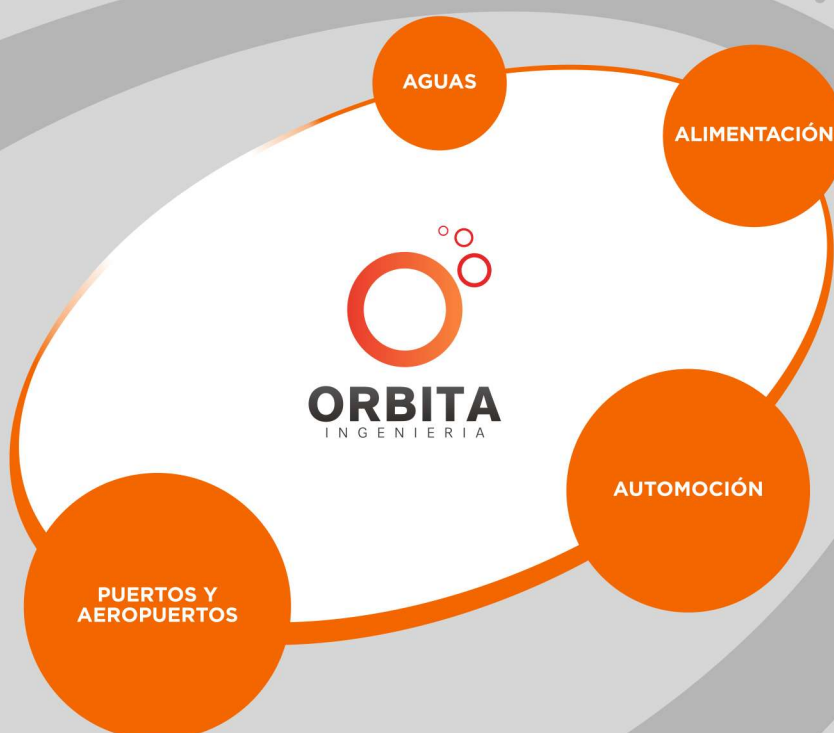 AGUAS
ALIMENTACIÓN
ORBITA
INGENIERIA
AUTOMOCIÓN
PUERTOS Y
AEROPUERTOS